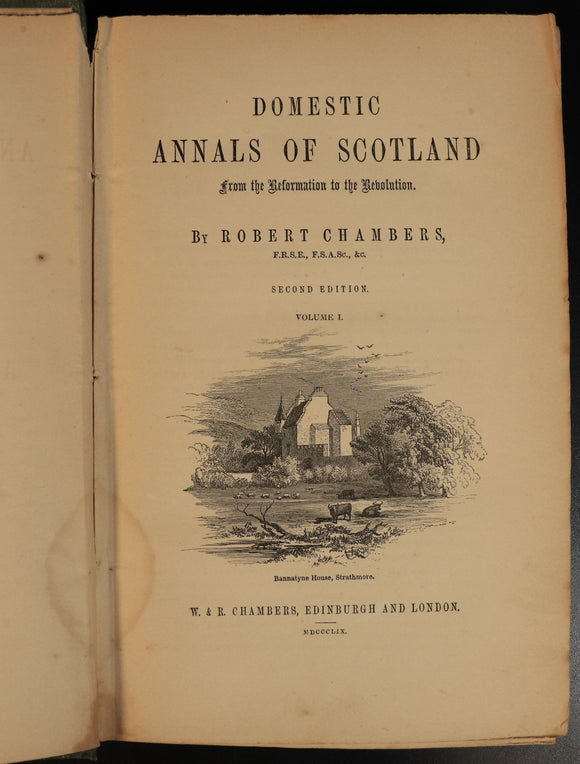 DOMESTIC
ANNALS OF SCOTLAND
From the Reformation to the Revolution.
BY ROBERT CHAMBERS,
F.R.S.E., F.S.A.Sc., &c.
SECOND EDITION.
VOLUME I.
Bannatyne House, Strathmore.
W. & R. CHAMBERS, EDINBURGH AND LONDON.
MDCCCLIX.